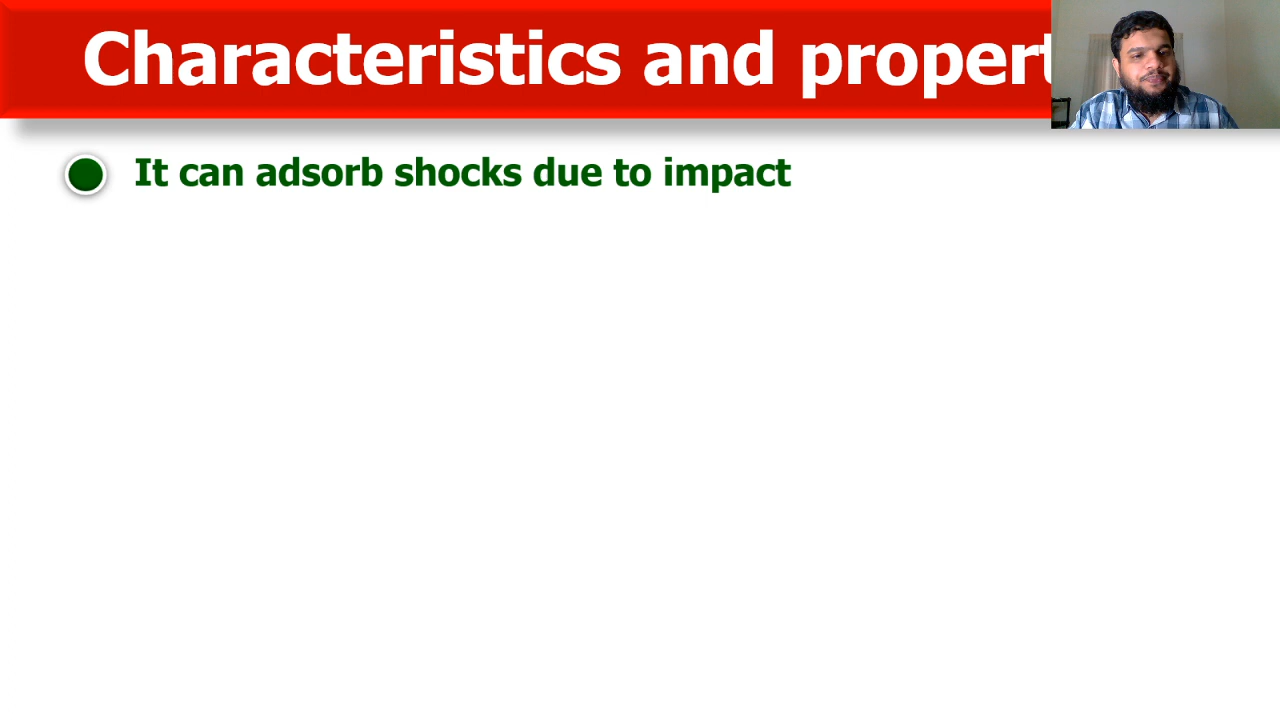 Characteristics and propert
It can adsorb shocks due to impact